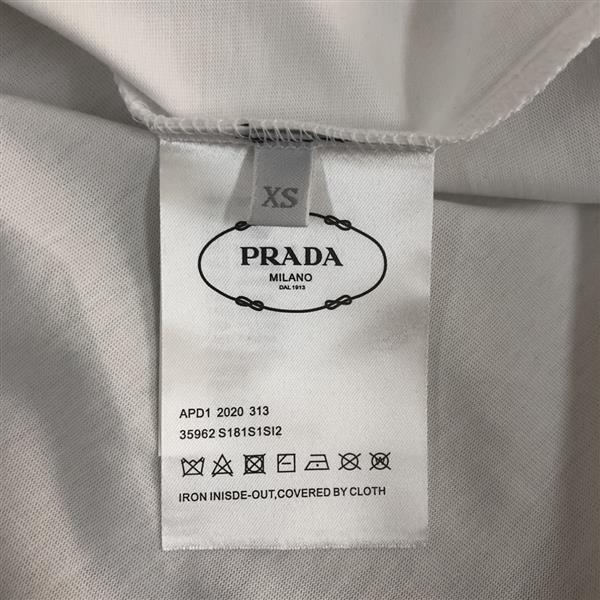 XS
PRADA
MILANO
DAL 1913
APD1 2020 313
35962 S181S1SI2
IRON INISDE-OUT,COVERED BY CLOTH